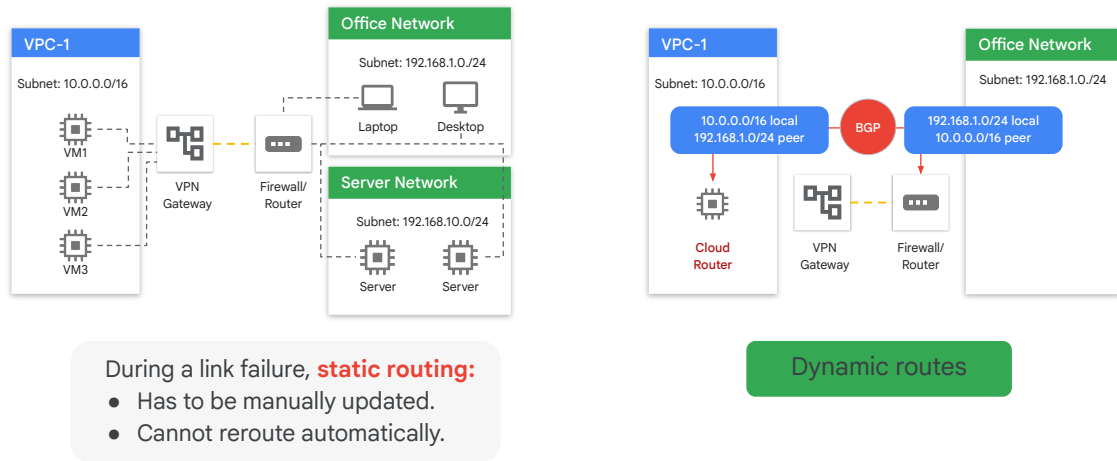 VPC-1
Subnet: 10.0.0.0/16
VM1
VM2
VM3
VPN
Gateway
Firewall/
Router
Office Network
Subnet: 192.168.1.0./24
Laptop
Desktop
Server Network
Subnet: 192.168.10.0/24
Server
Server
During a link failure, static routing:
● Has to be manually updated.
● Cannot reroute automatically.
VPC-1
Subnet: 10.0.0.0/16
10.0.0.0/16 local
192.168.1.0/24 peer
BGP
192.168.1.0/24 local
10.0.0.0/16 peer
Office Network
Subnet: 192.168.1.0./24
Cloud
Router
VPN
Gateway
Firewall/
Router
Dynamic routes